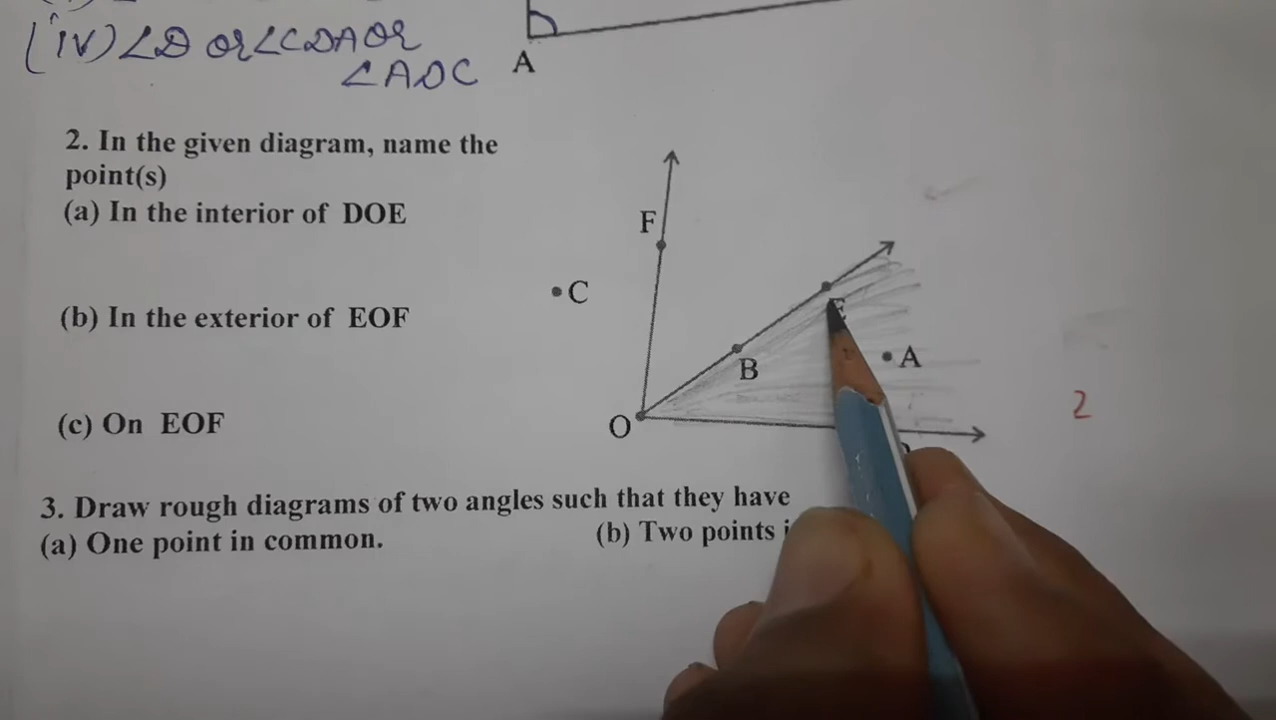 (iv) ∠D or ∠CDA or
∠ADC
A
2. In the given diagram, name the
point(s)
(a) In the interior of DOE
(b) In the exterior of EOF
(c) On EOF
F
C
E
B
A
O
2
3. Draw rough diagrams of two angles such that they have
(a) One point in common.
(b) Two points